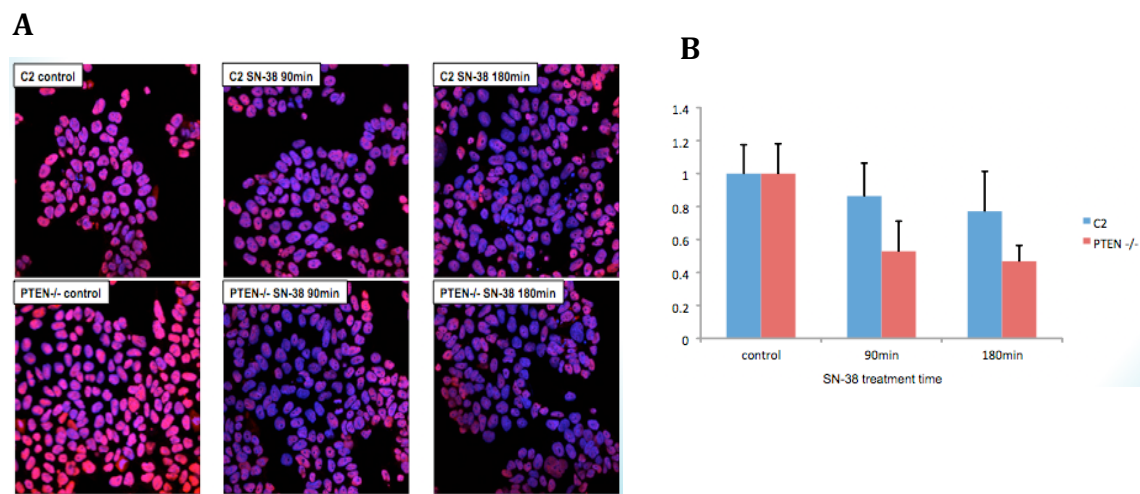 A
B
C2 control
C2 SN-38 90min
C2 SN-38 180min
PTEN-/- control
PTEN-/- SN-38 90min
PTEN-/- SN-38 180min
1.4
1.2
1
0.8
0.6
0.4
0.2
0
control
90min
180min
SN-38 treatment time
C2
PTEN -/-